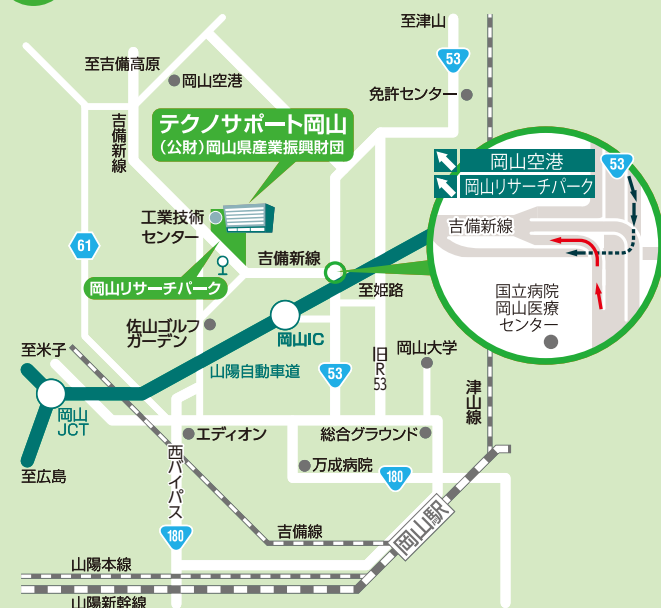 至津山
53
至吉備高原
岡山空港
免許センター
吉備新線
テクノサポート岡山
(公財)岡山県産業振興財団
岡山空港
岡山リサーチパーク
53
吉備新線
国立病院
岡山医療
センター
工業技術
センター
61
吉備新線
岡山リサーチパーク
至姫路
佐山ゴルフ
ガーデン
岡山IC
旧R53
岡山大学
至米子
山陽自動車道
53
津山線
岡山
JCT
エディオン
総合グラウンド
至広島
西バイパス
万成病院
180
180
吉備線
岡山駅
山陽本線
山陽新幹線